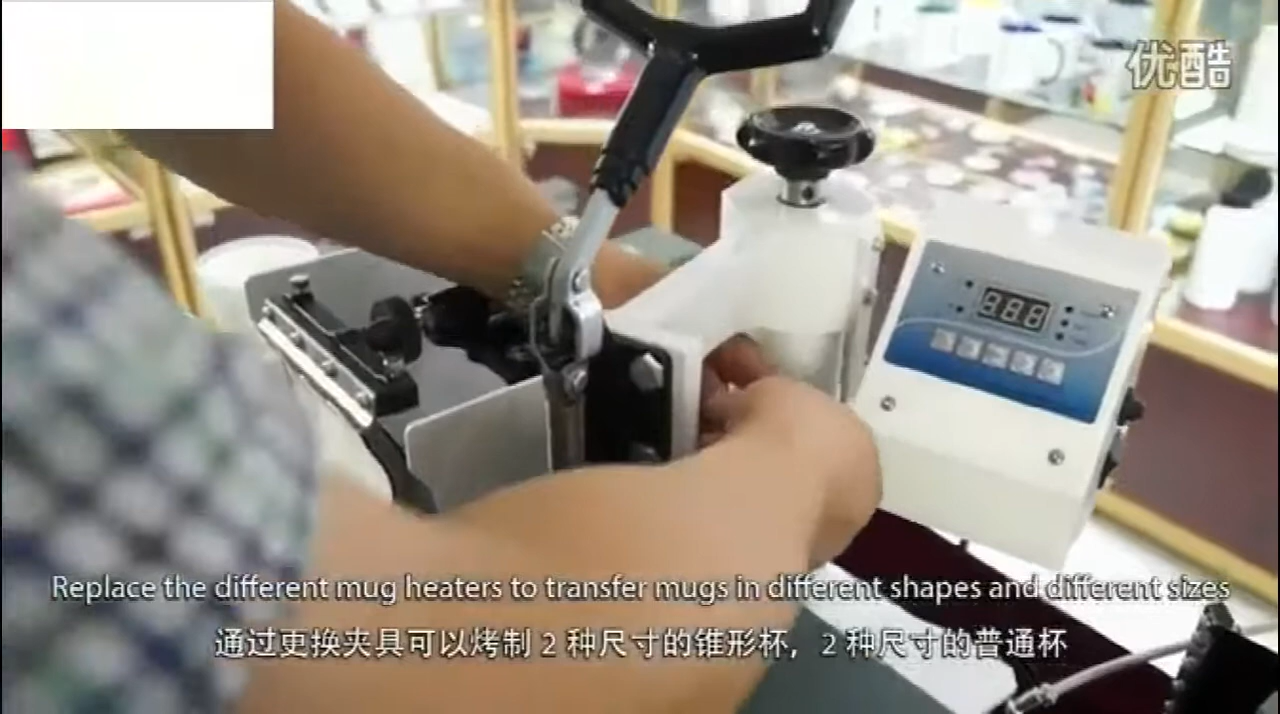 优酷
888
Replace the different mug heaters to transfer mugs in different shapes and different sizes
通过更换夹具可以烤制 2 种尺寸的锥形杯，2 种尺寸的普通杯